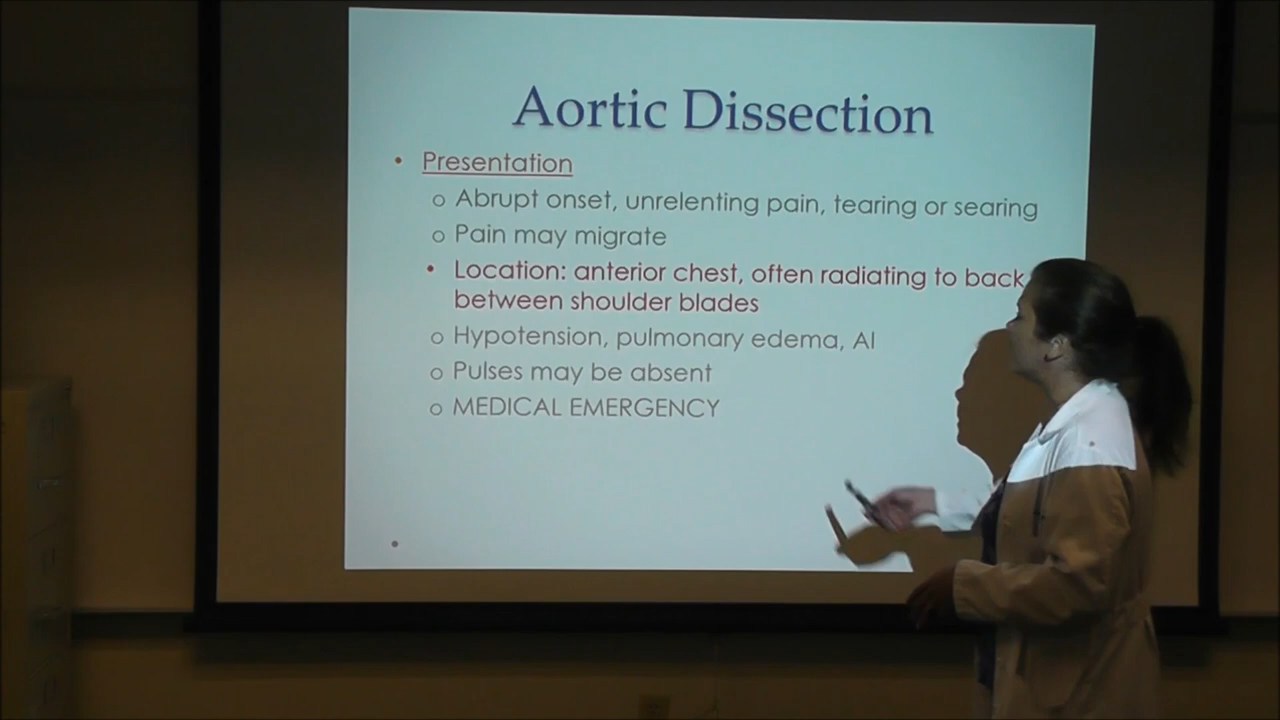 Aortic Dissection
• Presentation
o Abrupt onset, unrelenting pain, tearing or searing
o Pain may migrate
• Location: anterior chest, often radiating to back
between shoulder blades
o Hypotension, pulmonary edema, AI
o Pulses may be absent
o MEDICAL EMERGENCY
•